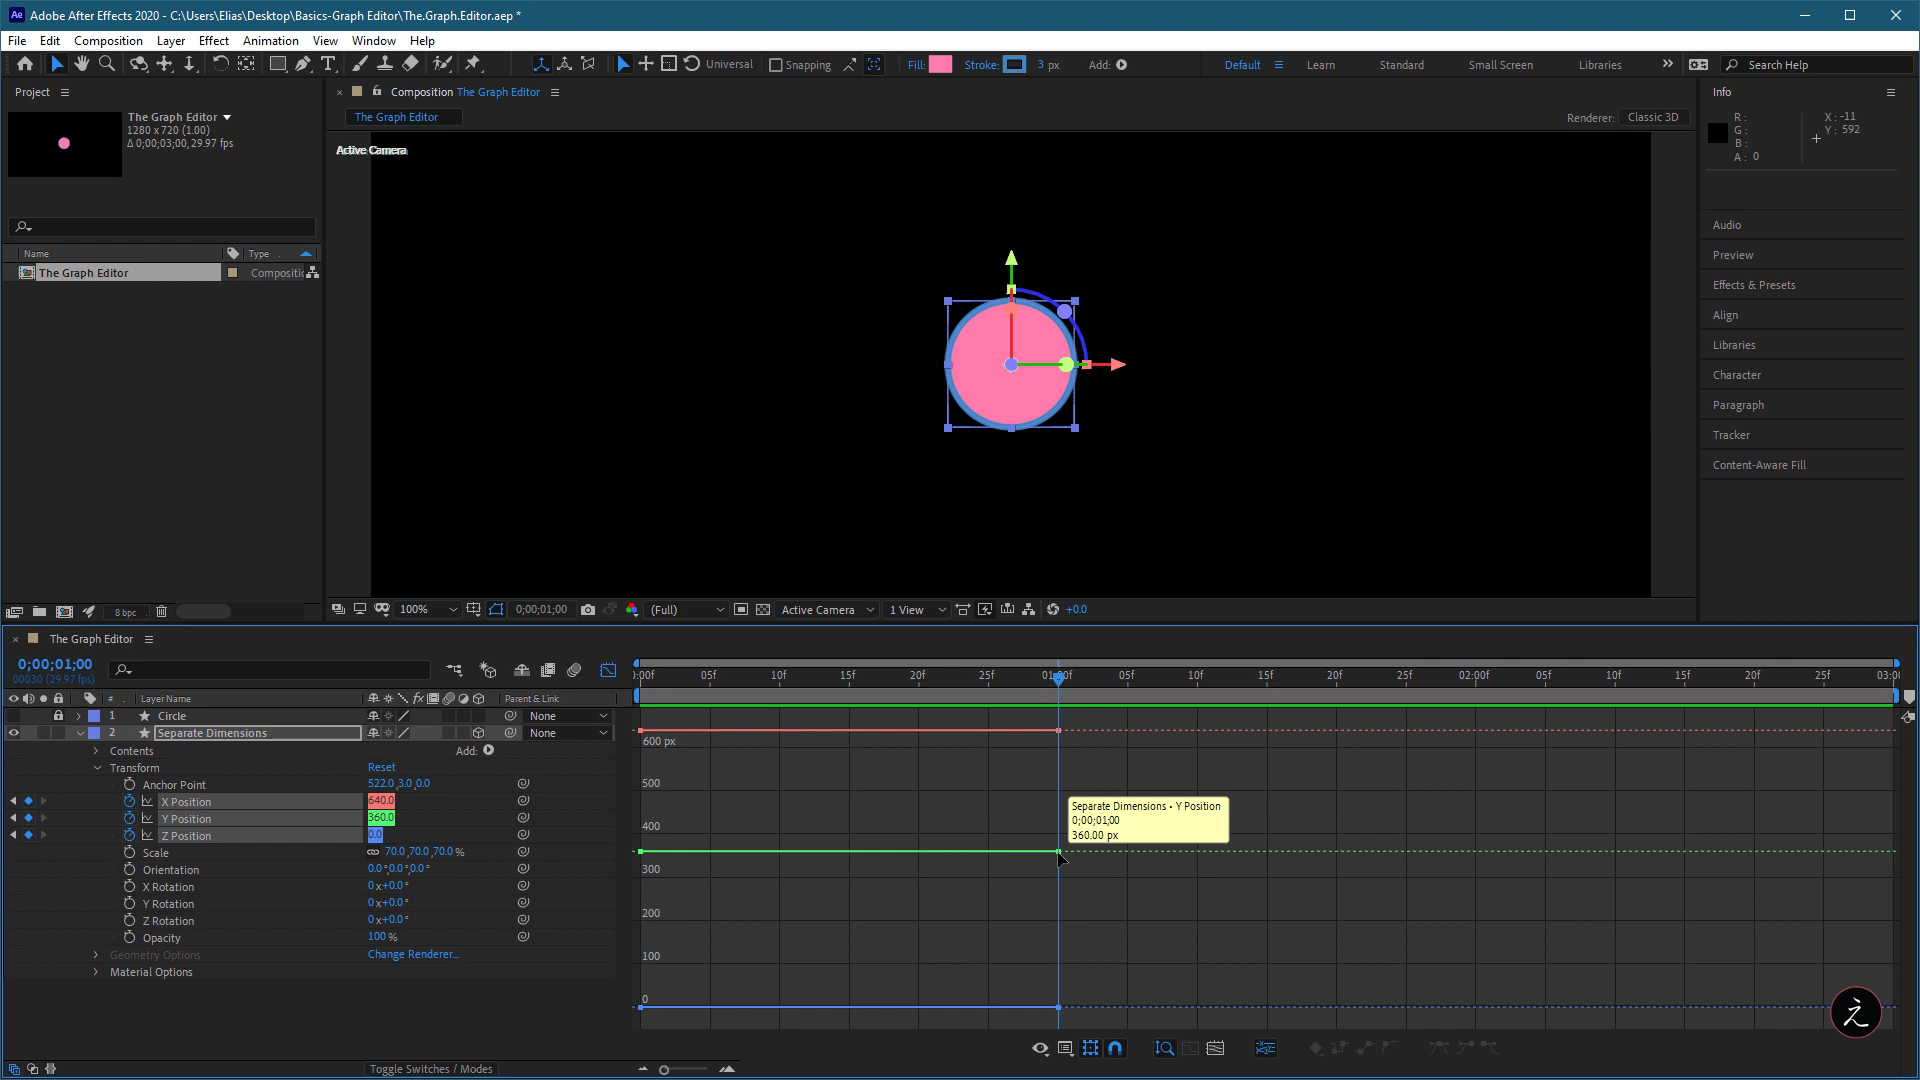 Ae Adobe After Effects 2020 - C:\Users\Elias\Desktop\Basics-Graph Editor\The.Graph.Editor.aep *
File Edit Composition Layer Effect Animation View Window Help
Universal Snapping Fill: Stroke: 3 px Add: Default Learn Standard Small Screen Libraries Search Help
Project
The Graph Editor
1280 x 720 (1.00)
Δ 0;00;03;00, 29.97 fps
Name Type
The Graph Editor Compositic
8 bpc
Composition The Graph Editor
The Graph Editor
Renderer: Classic 3D
Active Camera
100% 0;00;01;00 (Full) Active Camera 1 View +0.0
Info
R :
G :
B :
A : 0
X : -11
Y : 592
Audio
Preview
Effects & Presets
Align
Libraries
Character
Paragraph
Tracker
Content-Aware Fill
The Graph Editor
0;00;01;00
00030 (29.97 fps)
# Layer Name fx Parent & Link
1 Circle None
2 Separate Dimensions None
Contents Add:
Transform Reset
Anchor Point 522.0,3.0,0.0
X Position 640.0
Y Position 360.0
Z Position 0.0
Scale 70.0,70.0,70.0 %
Orientation 0.0°,0.0°,0.0°
X Rotation 0x+0.0°
Y Rotation 0x+0.0°
Z Rotation 0x+0.0°
Opacity 100 %
Geometry Options Change Renderer...
Material Options
Toggle Switches / Modes
:00f 05f 10f 15f 20f 25f 01:00f 05f 10f 15f 20f 25f 02:00f 05f 10f 15f 20f 25f 03:00
600 px
500
400
300
200
100
0
Separate Dimensions • Y Position
0;00;01;00
360.00 px
え